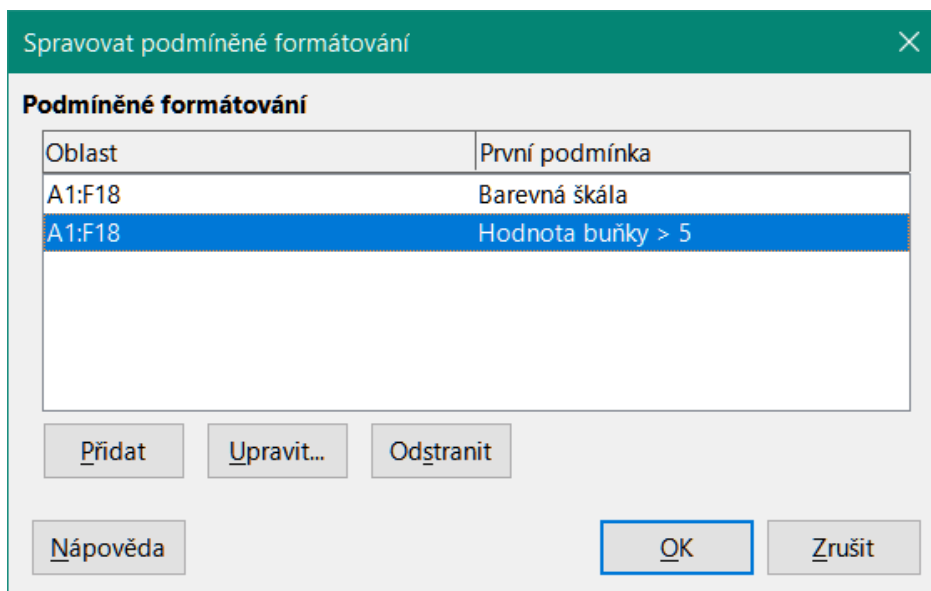 Spravovat podmíněné formátování
Podmíněné formátování
Oblast První podmínka
A1:F18 Barevná škála
A1:F18 Hodnota buňky > 5
Přidat Upravit... Odstranit
Nápověda OK Zrušit